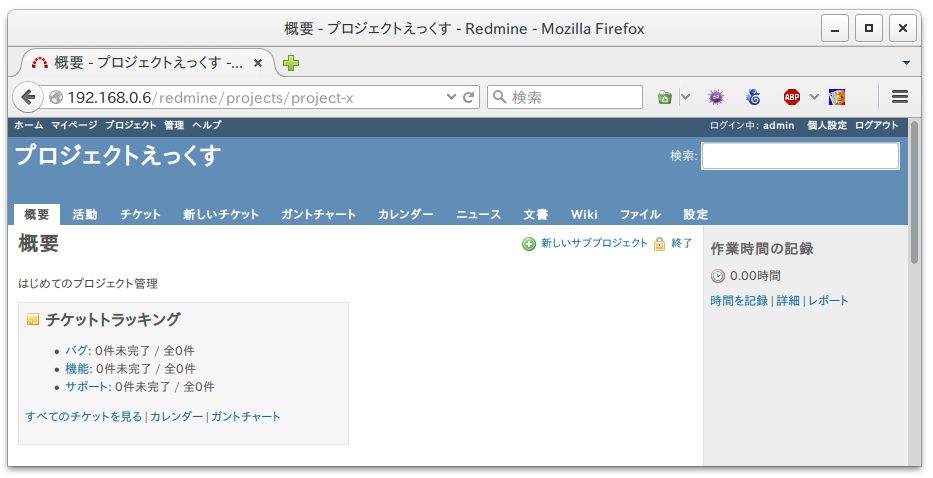 概要 - プロジェクトえっくす - Redmine - Mozilla Firefox
概要 - プロジェクトえっくす -...
192.168.0.6/redmine/projects/project-x
検索
ABP
ホーム マイページ プロジェクト 管理 ヘルプ
ログイン中: admin 個人設定 ログアウト
プロジェクトえっくす
検索:
概要 活動 チケット 新しいチケット ガントチャート カレンダー ニュース 文書 Wiki ファイル 設定
概要
新しいサブプロジェクト 終了
はじめてのプロジェクト管理
チケットトラッキング
• バグ: 0件未完了 / 全0件
• 機能: 0件未完了 / 全0件
• サポート: 0件未完了 / 全0件
すべてのチケットを見る | カレンダー | ガントチャート
作業時間の記録
0.00時間
時間を記録 | 詳細 | レポート